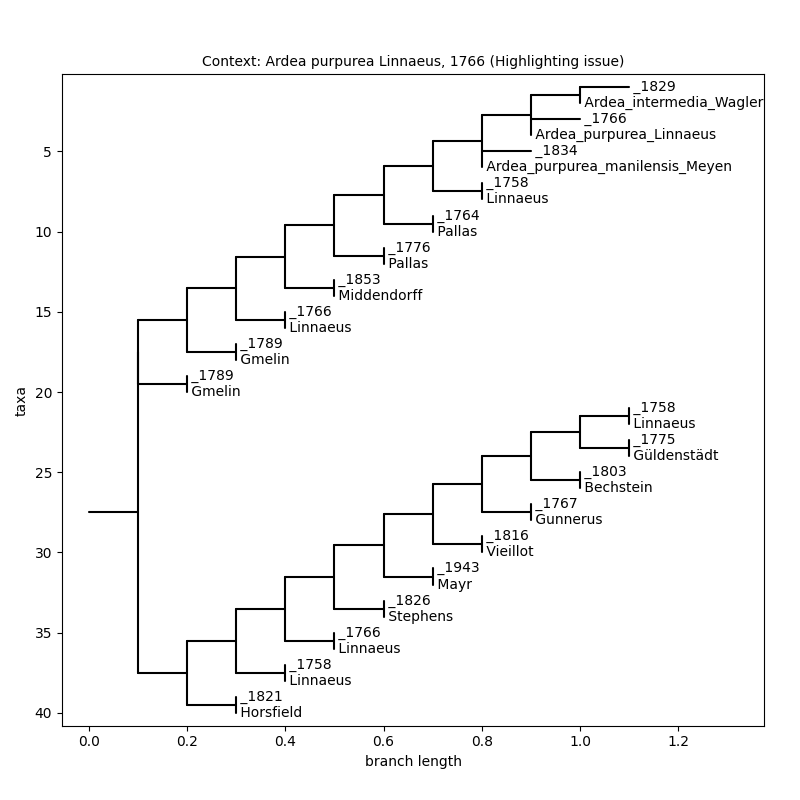 Context: Ardea purpurea Linnaeus, 1766 (Highlighting issue)
_1829
Ardea_intermedia_Wagler
_1766
Ardea_purpurea_Linnaeus
_1834
Ardea_purpurea_manilensis_Meyen
_1758
Linnaeus
_1764
Pallas
_1776
Pallas
_1853
Middendorff
_1766
Linnaeus
_1789
Gmelin
_1789
Gmelin
_1758
Linnaeus
_1775
Güldenstädt
_1803
Bechstein
_1767
Gunnerus
_1816
Vieillot
_1943
Mayr
_1826
Stephens
_1766
Linnaeus
_1758
Linnaeus
_1821
Horsfield
5
10
15
20
25
30
35
40
taxa
0.0 0.2 0.4 0.6 0.8 1.0 1.2
branch length